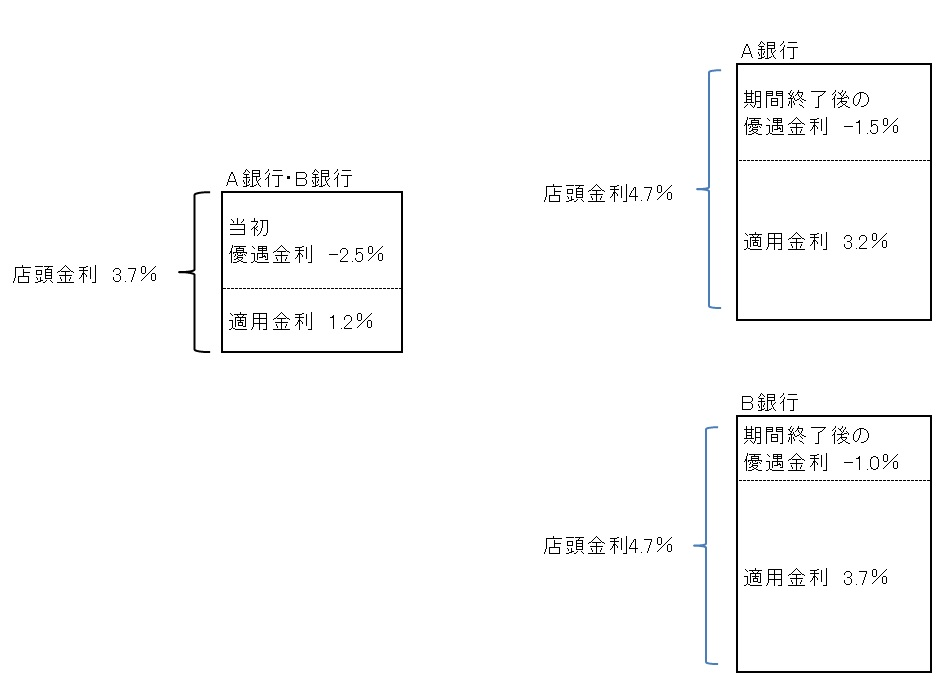 A銀行・B銀行
店頭金利 3.7%
当初
優遇金利 -2.5%
適用金利 1.2%
A銀行
店頭金利4.7%
期間終了後の
優遇金利 -1.5%
適用金利 3.2%
B銀行
店頭金利4.7%
期間終了後の
優遇金利 -1.0%
適用金利 3.7%